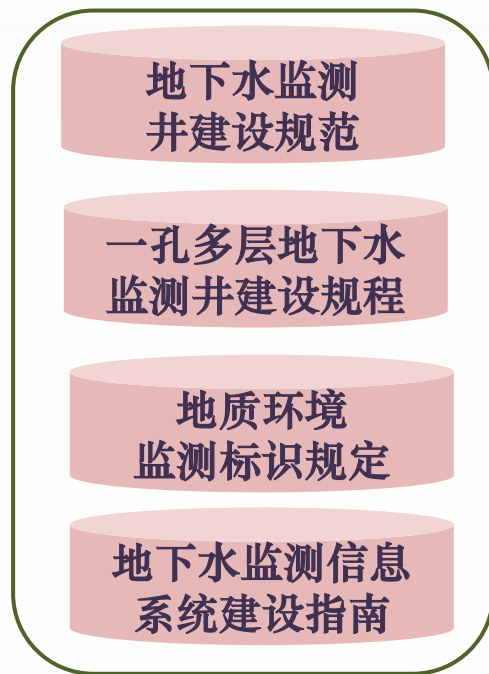 地下水监测
井建设规范
一孔多层地下水
监测井建设规程
地质环境
监测标识规定
地下水监测信息
系统建设指南